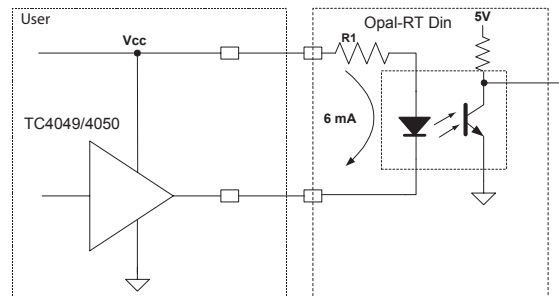 User
Opal-RT Din
5V
Vcc
R1
TC4049/4050
6 mA